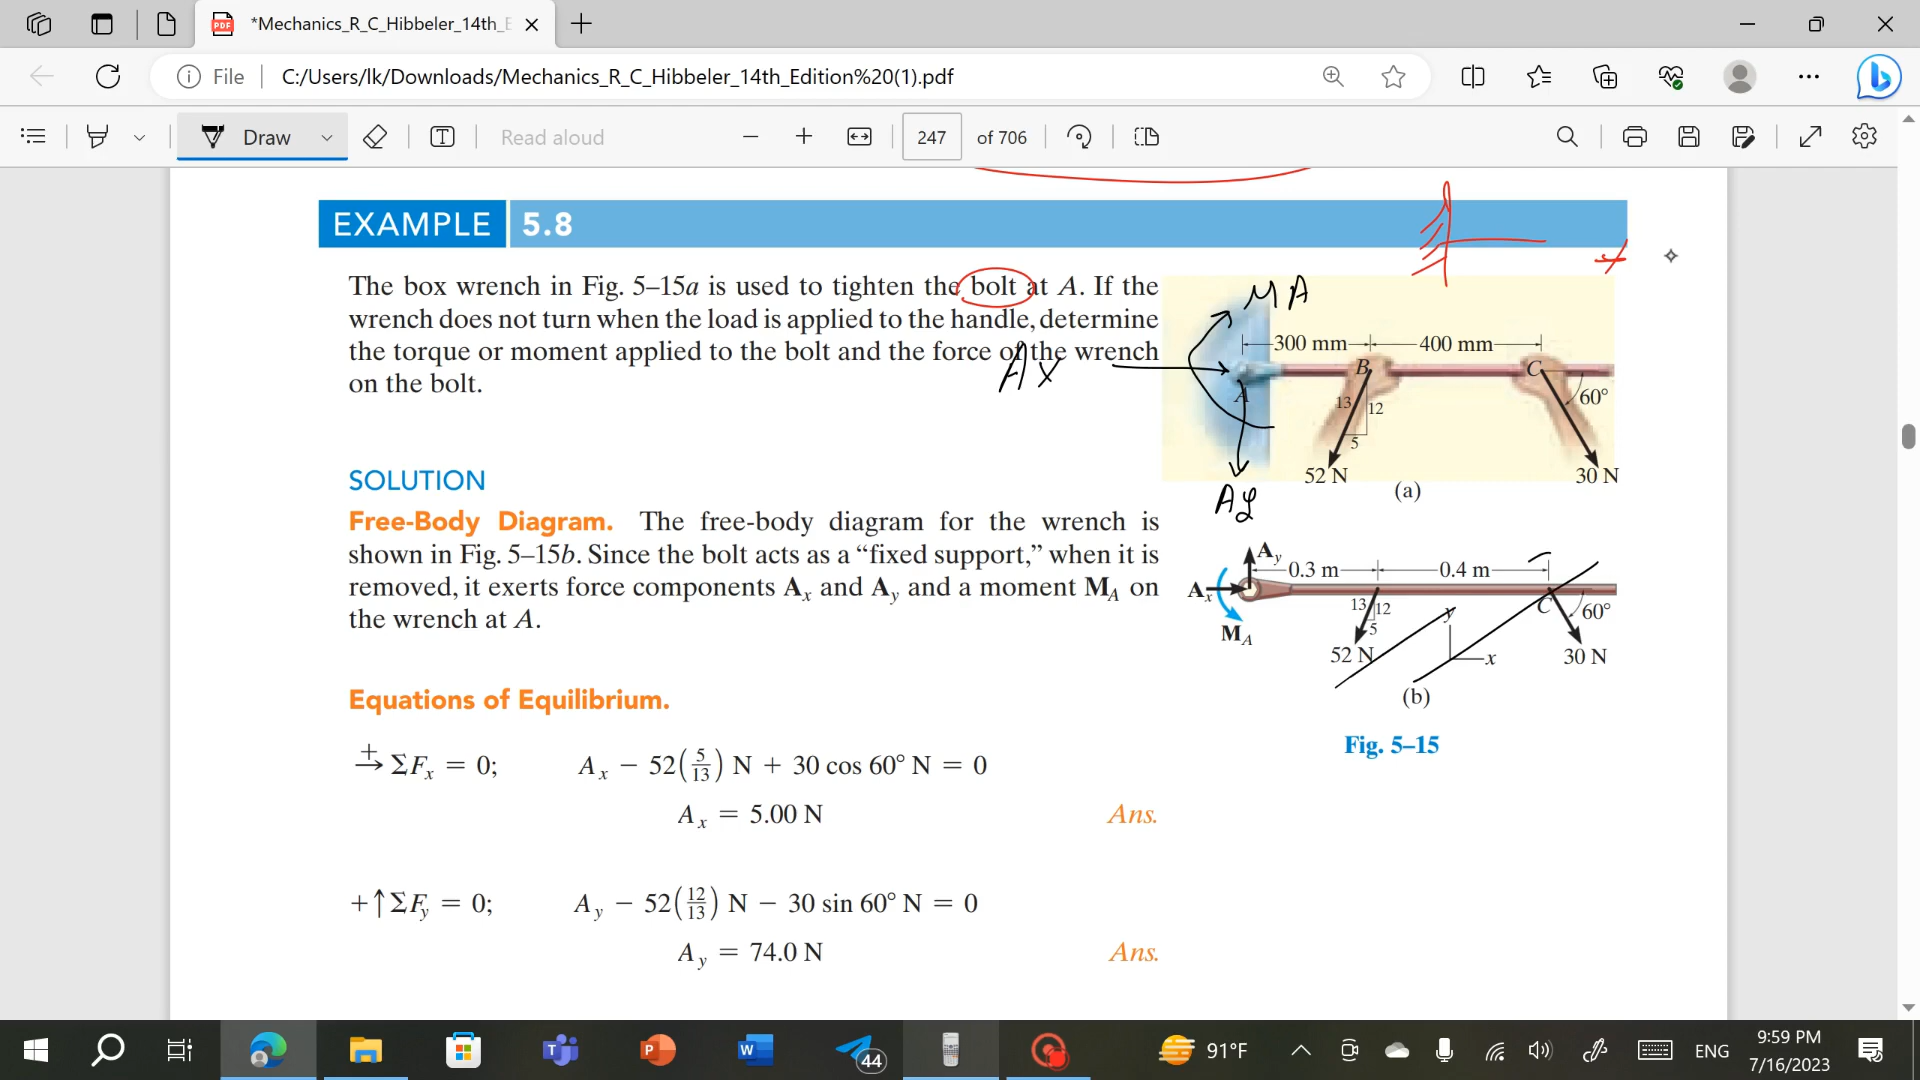 *Mechanics_R_C_Hibbeler_14th_E
File
C:/Users/lk/Downloads/Mechanics_R_C_Hibbeler_14th_Edition%20(1).pdf
Draw
Read aloud
247 of 706
EXAMPLE 5.8
The box wrench in Fig. 5–15a is used to tighten the bolt at A. If the
wrench does not turn when the load is applied to the handle, determine
the torque or moment applied to the bolt and the force of the wrench
on the bolt.
MA
Ax
Ay
300 mm
400 mm
A
B
C
13
12
5
60°
52 N
30 N
(a)
SOLUTION
Free-Body Diagram. The free-body diagram for the wrench is
shown in Fig. 5–15b. Since the bolt acts as a “fixed support,” when it is
removed, it exerts force components Ax and Ay and a moment MA on
the wrench at A.
Ay
0.3 m
0.4 m
Ax
MA
13
12
5
C
60°
52 N
y
x
30 N
(b)
Fig. 5–15
Equations of Equilibrium.
+→ ΣFx = 0; Ax − 52(5/13) N + 30 cos 60° N = 0
Ax = 5.00 N Ans.
+↑ΣFy = 0; Ay − 52(12/13) N − 30 sin 60° N = 0
Ay = 74.0 N Ans.
44
91°F
ENG
9:59 PM
7/16/2023